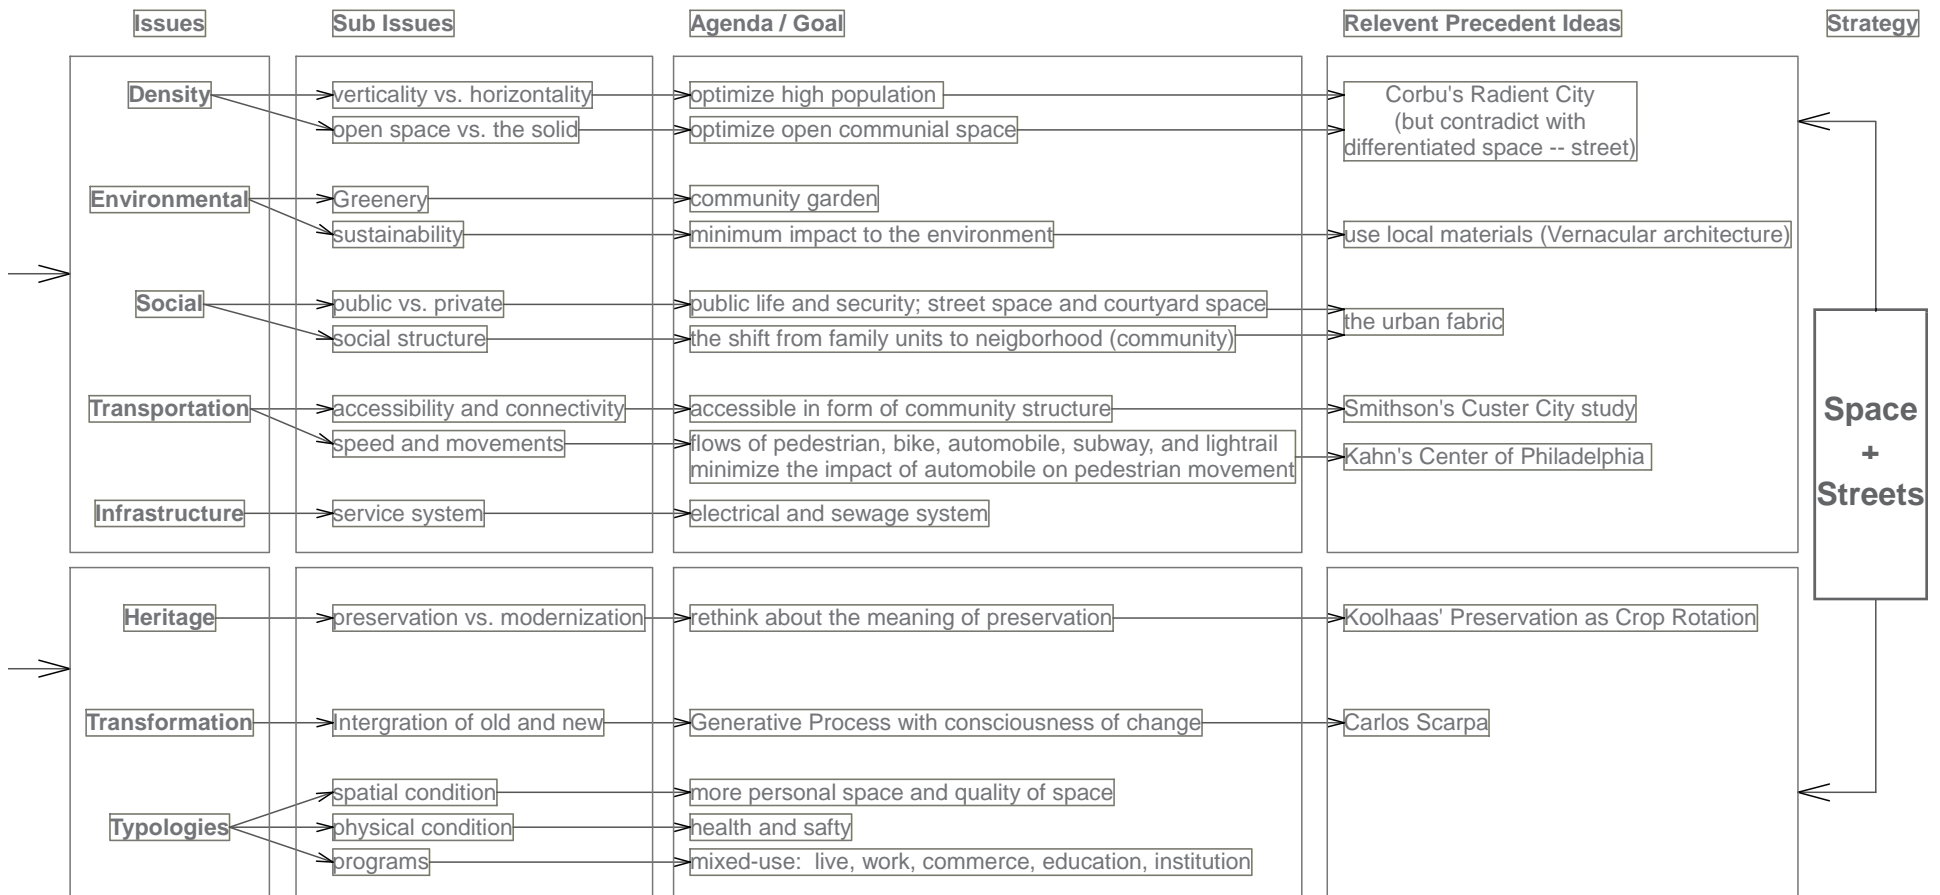 Issues
Sub Issues
Agenda / Goal
Relevent Precedent Ideas
Strategy
Density
verticality vs. horizontality
optimize high population
Corbu's Radient City
(but contradict with
differentiated space -- street)
open space vs. the solid
optimize open communial space
Environmental
Greenery
community garden
sustainability
minimum impact to the environment
use local materials (Vernacular architecture)
Social
public vs. private
public life and security; street space and courtyard space
the urban fabric
social structure
the shift from family units to neigborhood (community)
Transportation
accessibility and connectivity
accessible in form of community structure
Smithson's Custer City study
speed and movements
flows of pedestrian, bike, automobile, subway, and lightrail
minimize the impact of automobile on pedestrian movement
Kahn's Center of Philadelphia
Infrastructure
service system
electrical and sewage system
Space
+
Streets
Heritage
preservation vs. modernization
rethink about the meaning of preservation
Koolhaas' Preservation as Crop Rotation
Transformation
Intergration of old and new
Generative Process with consciousness of change
Carlos Scarpa
Typologies
spatial condition
more personal space and quality of space
physical condition
health and safty
programs
mixed-use: live, work, commerce, education, institution